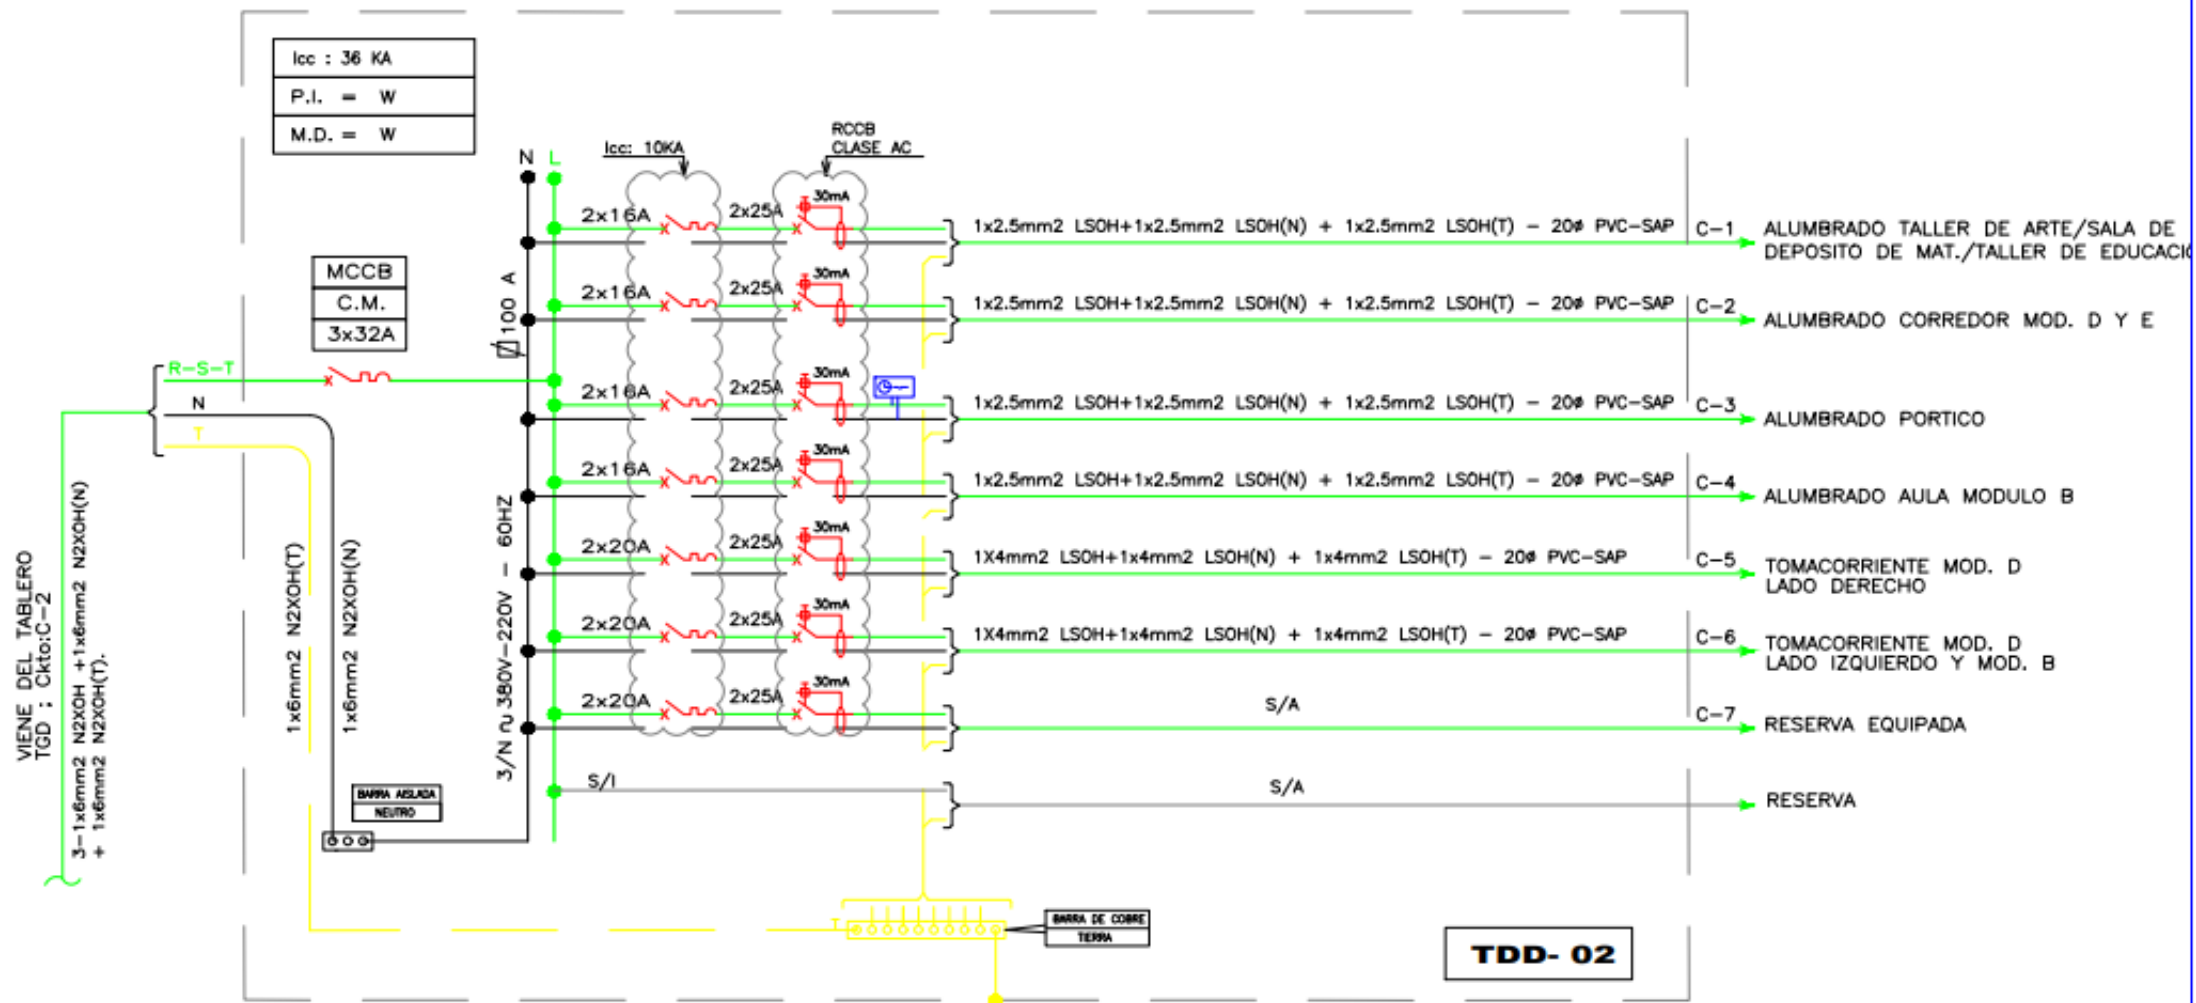 Icc : 36 KA
P.I. = W
M.D. = W
MCCB
C.M.
3x32A
R-S-T
N
T
VIENE DEL TABLERO
TGD ; Ckto:C-2
3-1x6mm2 N2XOH +1x6mm2 N2XOH(N)
+ 1x6mm2 N2XOH(T).
1x6mm2 N2XOH(T)
1x6mm2 N2XOH(N)
BARRA AISLADA
NEUTRO
N L
100 A
3/N ~ 380V-220V - 60HZ
Icc: 10KA
RCCB
CLASE AC
2x16A 2x25A 30mA
1x2.5mm2 LSOH+1x2.5mm2 LSOH(N) + 1x2.5mm2 LSOH(T) - 20ø PVC-SAP
C-1
ALUMBRADO TALLER DE ARTE/SALA DE
DEPOSITO DE MAT./TALLER DE EDUCACI
2x16A 2x25A 30mA
1x2.5mm2 LSOH+1x2.5mm2 LSOH(N) + 1x2.5mm2 LSOH(T) - 20ø PVC-SAP
C-2
ALUMBRADO CORREDOR MOD. D Y E
2x16A 2x25A 30mA
1x2.5mm2 LSOH+1x2.5mm2 LSOH(N) + 1x2.5mm2 LSOH(T) - 20ø PVC-SAP
C-3
ALUMBRADO PORTICO
2x16A 2x25A 30mA
1x2.5mm2 LSOH+1x2.5mm2 LSOH(N) + 1x2.5mm2 LSOH(T) - 20ø PVC-SAP
C-4
ALUMBRADO AULA MODULO B
2x20A 2x25A 30mA
1X4mm2 LSOH+1x4mm2 LSOH(N) + 1x4mm2 LSOH(T) - 20ø PVC-SAP
C-5
TOMACORRIENTE MOD. D
LADO DERECHO
2x20A 2x25A 30mA
1X4mm2 LSOH+1x4mm2 LSOH(N) + 1x4mm2 LSOH(T) - 20ø PVC-SAP
C-6
TOMACORRIENTE MOD. D
LADO IZQUIERDO Y MOD. B
2x20A 2x25A 30mA
S/A
C-7
RESERVA EQUIPADA
S/I
S/A
RESERVA
T
BARRA DE COBRE
TIERRA
TDD- 02